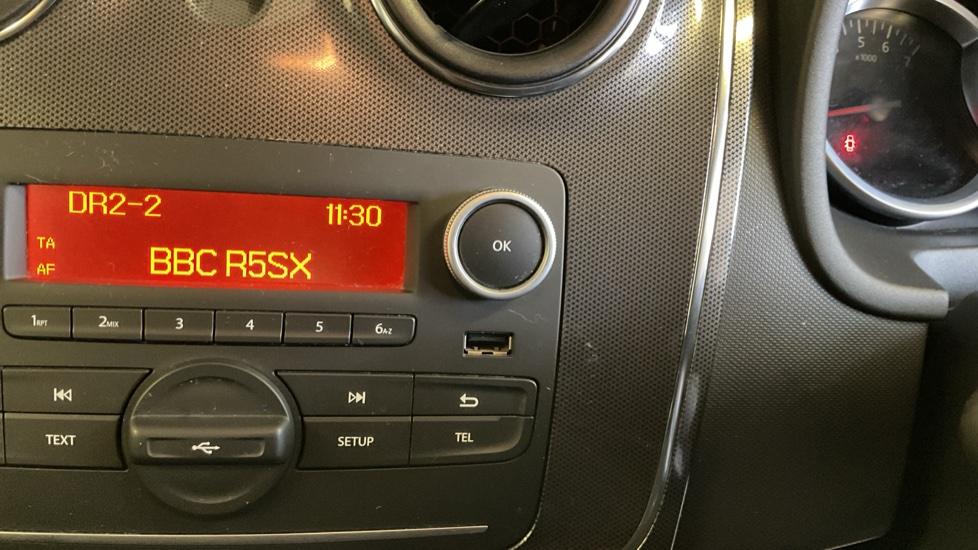 DR2-2 11:30
TA
AF BBC R5SX
OK
1RPT 2MIX 3 4 5 6A-Z
TEXT SETUP TEL
5 6 7
x1000